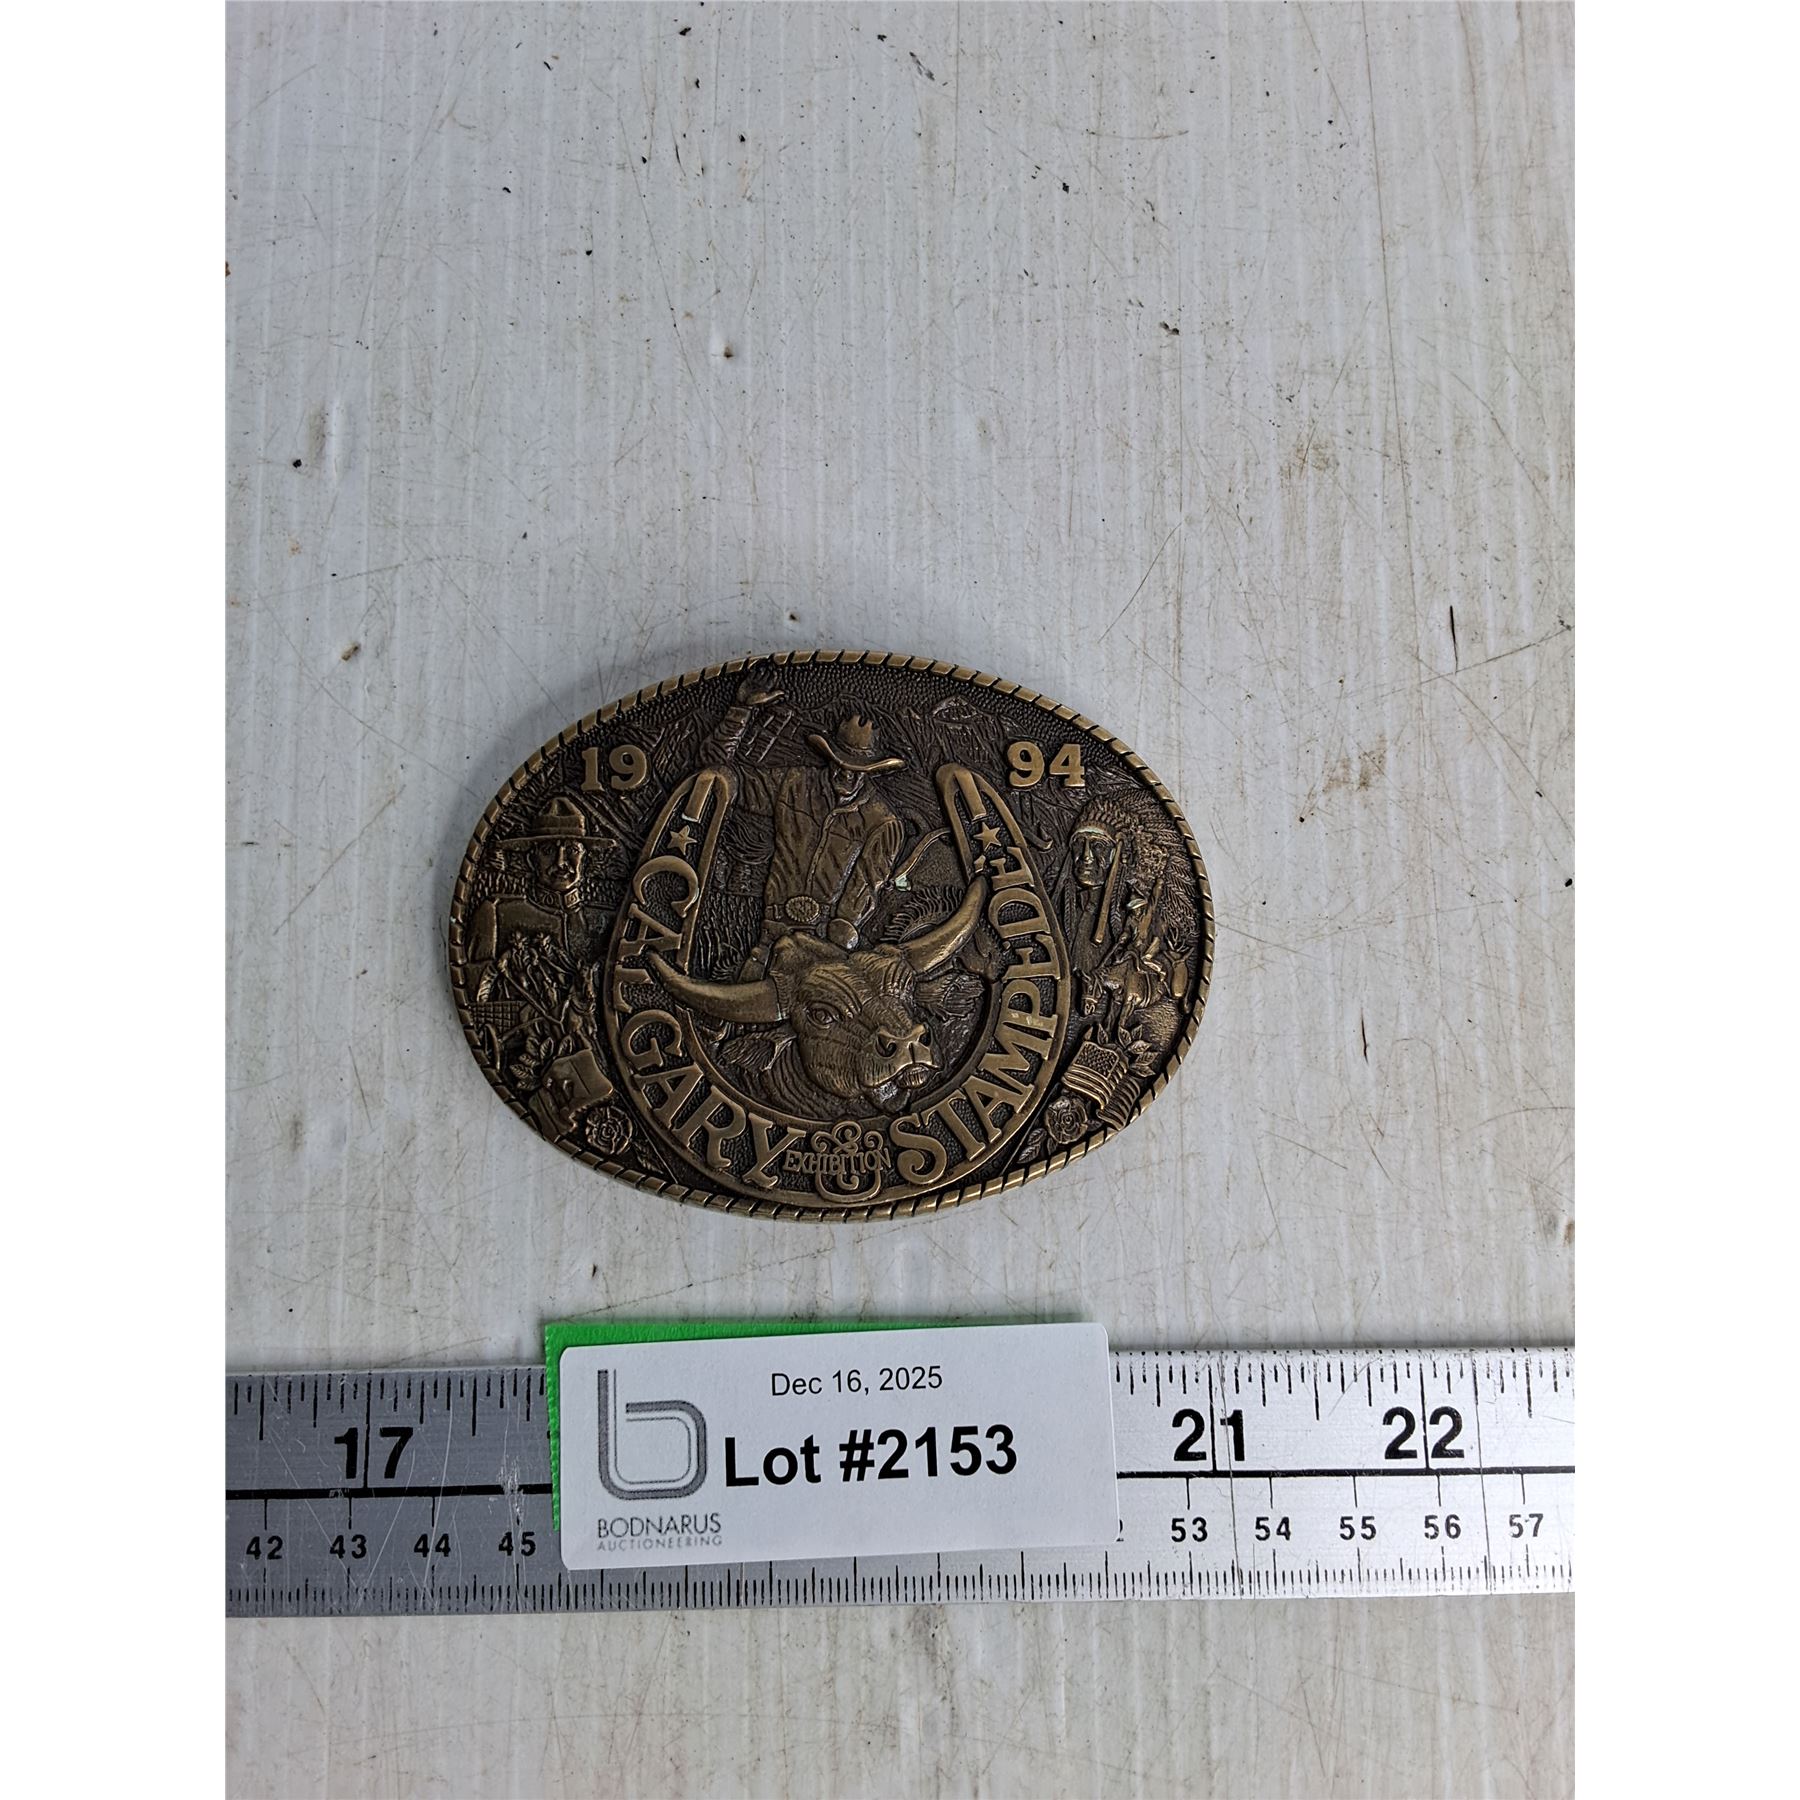 19 94
CALGARY EXHIBITION STAMPEDE
Dec 16, 2025
Lot #2153
BODNARUS
AUCTIONEERING
17 21 22
42 43 44 45 53 54 55 56 57